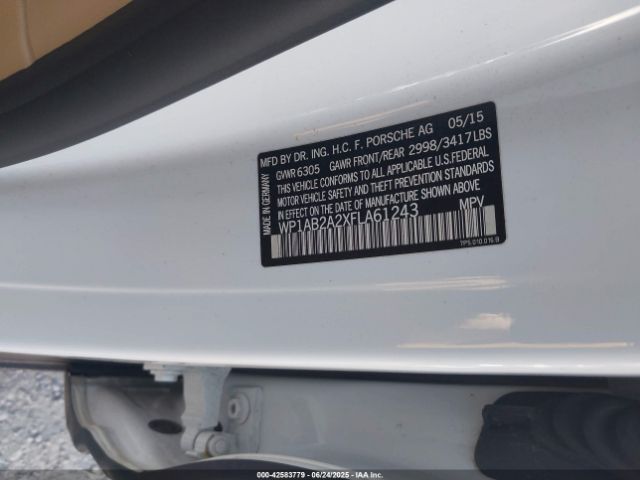 MFD BY DR. ING. H.C. F. PORSCHE AG 05/15
GVWR 6305 GAWR FRONT/REAR 2998/3417LBS
THIS VEHICLE CONFORMS TO ALL APPLICABLE U.S.FEDERAL
MOTOR VEHICLE SAFETY AND THEFT PREVENTION STANDARDS
IN EFFECT ON THE DATE OF MANUFACTURE SHOWN ABOVE
WP1AB2A2XFLA61243 MPV
MADE IN GERMANY
7P5.010.016.B
000-42583779 - 06/24/2025 - IAAI.COM